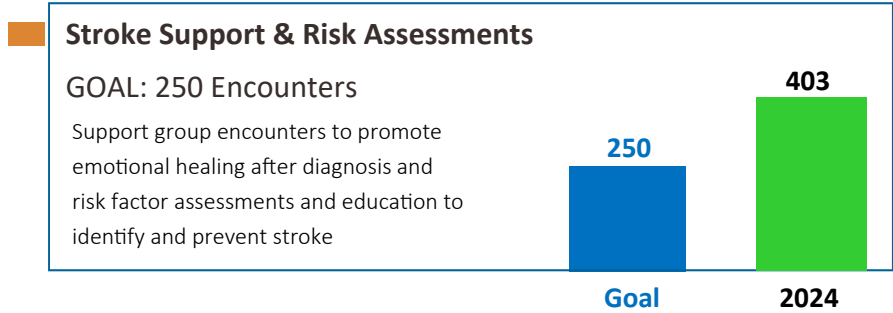 Stroke Support & Risk Assessments
GOAL: 250 Encounters
Support group encounters to promote
emotional healing after diagnosis and
risk factor assessments and education to
identify and prevent stroke
250
403
Goal
2024